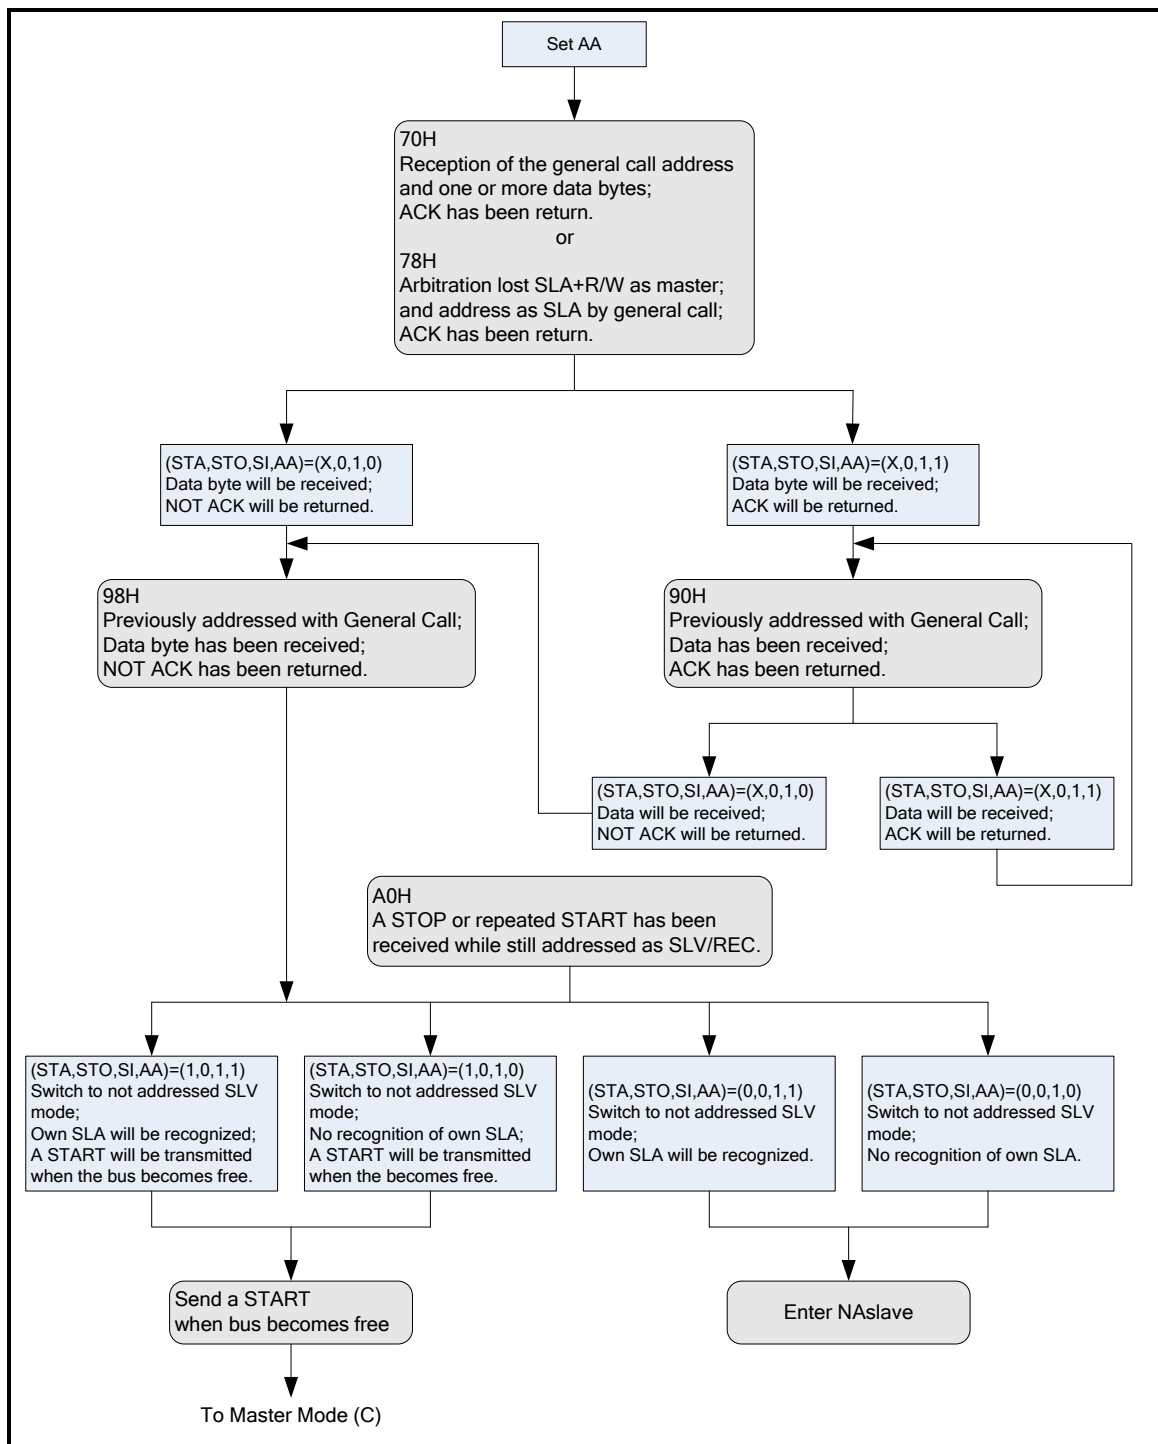 Set AA
70H
Reception of the general call address
and one or more data bytes;
ACK has been return.
or
78H
Arbitration lost SLA+R/W as master;
and address as SLA by general call;
ACK has been return.
(STA,STO,SI,AA)=(X,0,1,0)
Data byte will be received;
NOT ACK will be returned.
(STA,STO,SI,AA)=(X,0,1,1)
Data byte will be received;
ACK will be returned.
98H
Previously addressed with General Call;
Data byte has been received;
NOT ACK has been returned.
90H
Previously addressed with General Call;
Data has been received;
ACK has been returned.
(STA,STO,SI,AA)=(X,0,1,0)
Data will be received;
NOT ACK will be returned.
(STA,STO,SI,AA)=(X,0,1,1)
Data will be received;
ACK will be returned.
A0H
A STOP or repeated START has been
received while still addressed as SLV/REC.
(STA,STO,SI,AA)=(1,0,1,1)
Switch to not addressed SLV
mode;
Own SLA will be recognized;
A START will be transmitted
when the bus becomes free.
(STA,STO,SI,AA)=(1,0,1,0)
Switch to not addressed SLV
mode;
No recognition of own SLA;
A START will be transmitted
when the becomes free.
(STA,STO,SI,AA)=(0,0,1,1)
Switch to not addressed SLV
mode;
Own SLA will be recognized.
(STA,STO,SI,AA)=(0,0,1,0)
Switch to not addressed SLV
mode;
No recognition of own SLA.
Send a START
when bus becomes free
Enter NAslave
To Master Mode (C)